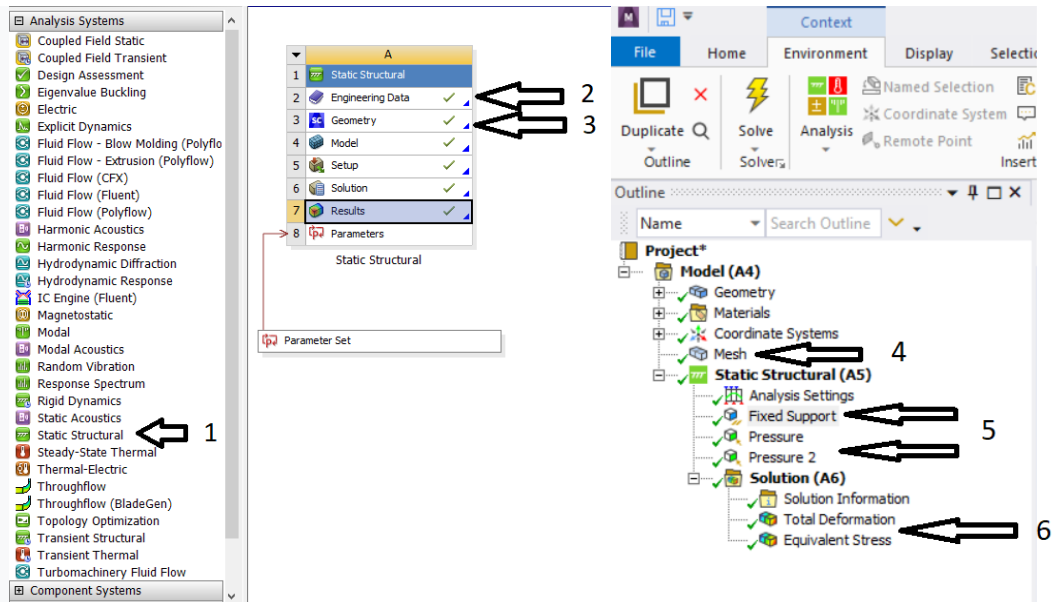 Analysis Systems
Coupled Field Static
Coupled Field Transient
Design Assessment
Eigenvalue Buckling
Electric
Explicit Dynamics
Fluid Flow - Blow Molding (Polyflo
Fluid Flow - Extrusion (Polyflow)
Fluid Flow (CFX)
Fluid Flow (Fluent)
Fluid Flow (Polyflow)
Harmonic Acoustics
Harmonic Response
Hydrodynamic Diffraction
Hydrodynamic Response
IC Engine (Fluent)
Magnetostatic
Modal
Modal Acoustics
Random Vibration
Response Spectrum
Rigid Dynamics
Static Acoustics
Static Structural 1
Steady-State Thermal
Thermal-Electric
Throughflow
Throughflow (BladeGen)
Topology Optimization
Transient Structural
Transient Thermal
Turbomachinery Fluid Flow
Component Systems
A
1 Static Structural
2 Engineering Data 2
3 SC Geometry 3
4 Model
5 Setup
6 Solution
7 Results
8 Parameters
Static Structural
Parameter Set
M
Context
File Home Environment Display Selectio
Duplicate
Outline
Solve
Solver
Analysis
Named Selection
Coordinate System
Remote Point
Insert
Outline
Name Search Outline
Project*
Model (A4)
Geometry
Materials
Coordinate Systems
Mesh 4
Static Structural (A5)
Analysis Settings
Fixed Support
Pressure 5
Pressure 2
Solution (A6)
Solution Information
Total Deformation
Equivalent Stress 6